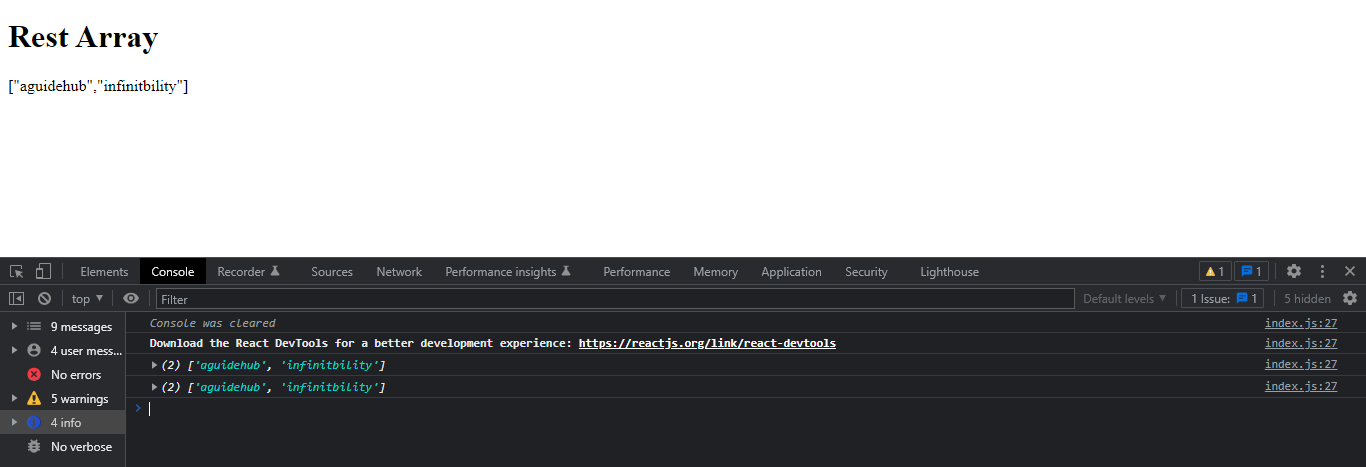 Rest Array
["aguidehub","infinitbility"]
Elements Console Recorder Sources Network Performance insights Performance Memory Application Security Lighthouse 1 1
top Filter Default levels 1 Issue: 1 5 hidden
9 messages
4 user mess...
No errors
5 warnings
4 info
No verbose
Console was cleared index.js:27
Download the React DevTools for a better development experience: https://reactjs.org/link/react-devtools index.js:27
(2) ['aguidehub', 'infinitbility'] index.js:27
(2) ['aguidehub', 'infinitbility'] index.js:27